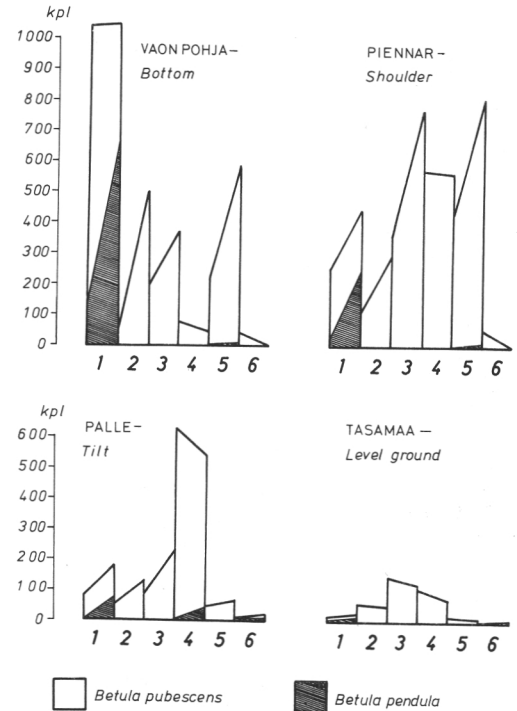 kpl
VAON POHJA—
Bottom
PIENNAR—
Shoulder
1000
900
800
700
600
500
400
300
200
100
0
1 2 3 4 5 6
1 2 3 4 5 6
kpl
PALLE—
Tilt
TASAMAA—
Level ground
600
500
400
300
200
100
0
1 2 3 4 5 6
1 2 3 4 5 6
Betula pubescens
Betula pendula